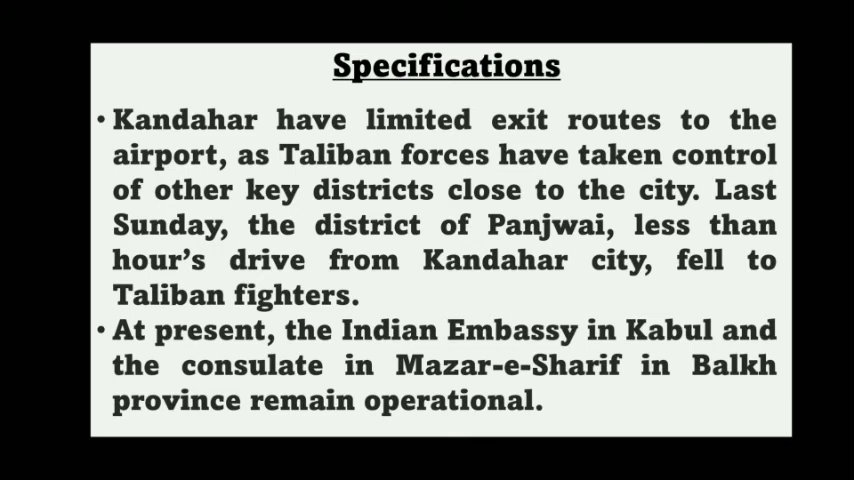 Specifications
• Kandahar have limited exit routes to the
airport, as Taliban forces have taken control
of other key districts close to the city. Last
Sunday, the district of Panjwai, less than
hour’s drive from Kandahar city, fell to
Taliban fighters.
• At present, the Indian Embassy in Kabul and
the consulate in Mazar-e-Sharif in Balkh
province remain operational.